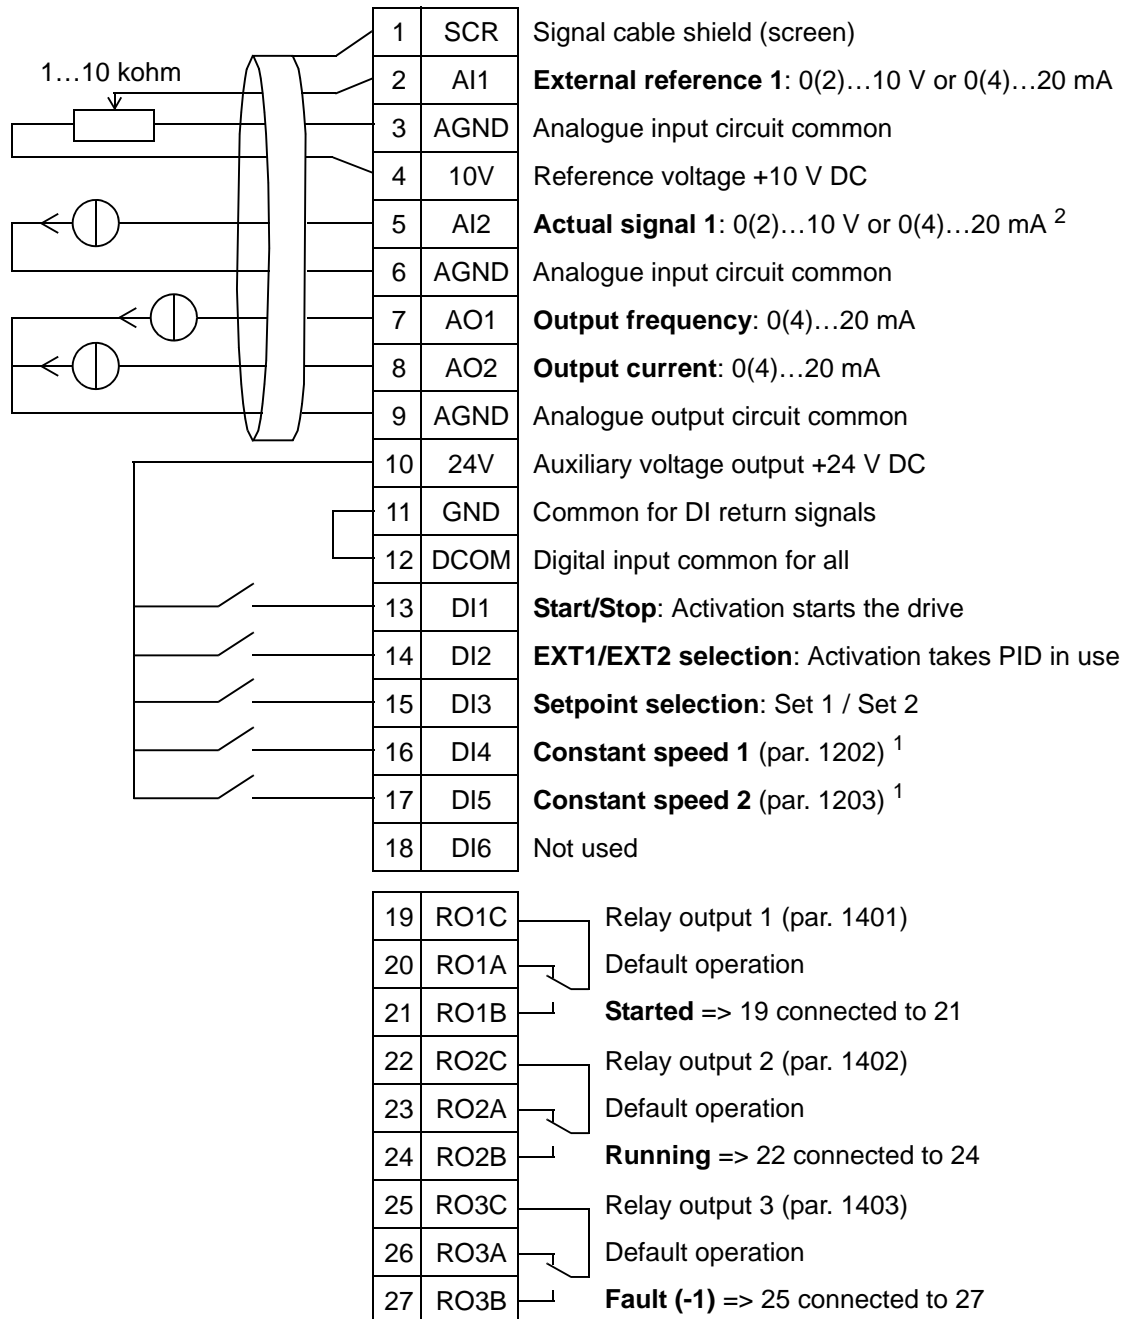 1 SCR Signal cable shield (screen)
1…10 kohm
2 AI1 External reference 1: 0(2)…10 V or 0(4)…20 mA
3 AGND Analogue input circuit common
4 10V Reference voltage +10 V DC
5 AI2 Actual signal 1: 0(2)…10 V or 0(4)…20 mA 2
6 AGND Analogue input circuit common
7 AO1 Output frequency: 0(4)…20 mA
8 AO2 Output current: 0(4)…20 mA
9 AGND Analogue output circuit common
10 24V Auxiliary voltage output +24 V DC
11 GND Common for DI return signals
12 DCOM Digital input common for all
13 DI1 Start/Stop: Activation starts the drive
14 DI2 EXT1/EXT2 selection: Activation takes PID in use
15 DI3 Setpoint selection: Set 1 / Set 2
16 DI4 Constant speed 1 (par. 1202) 1
17 DI5 Constant speed 2 (par. 1203) 1
18 DI6 Not used
19 RO1C Relay output 1 (par. 1401)
20 RO1A Default operation
21 RO1B Started => 19 connected to 21
22 RO2C Relay output 2 (par. 1402)
23 RO2A Default operation
24 RO2B Running => 22 connected to 24
25 RO3C Relay output 3 (par. 1403)
26 RO3A Default operation
27 RO3B Fault (-1) => 25 connected to 27